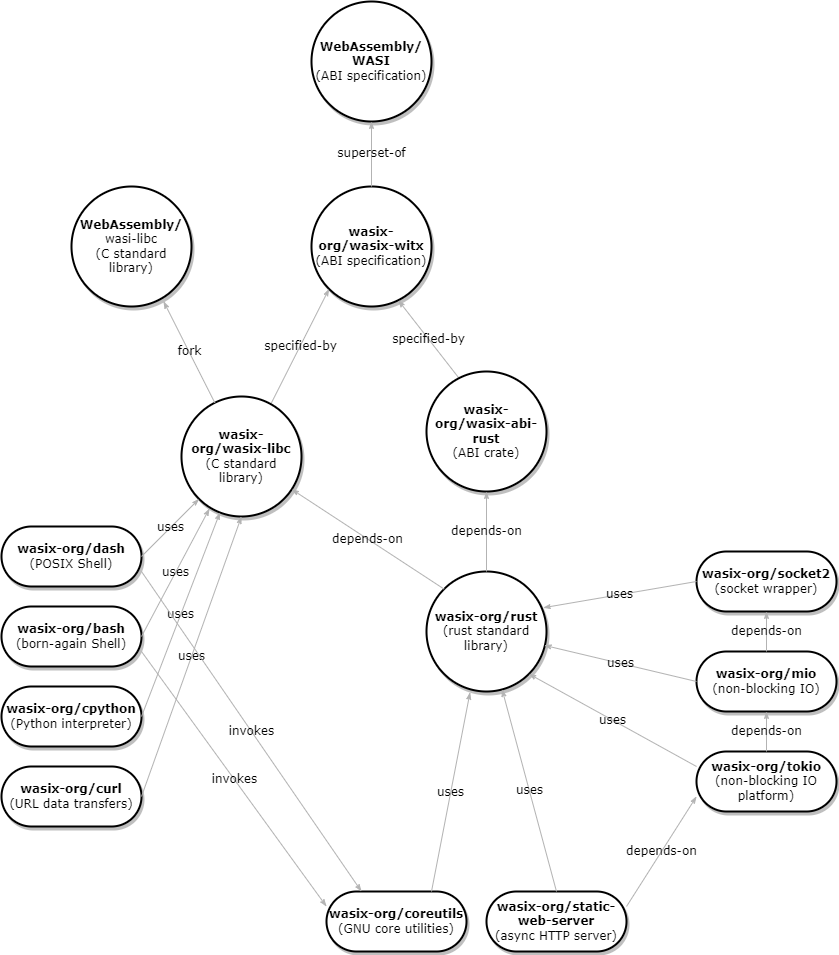 WebAssembly/
WASI
(ABI specification)
superset-of
WebAssembly/
wasi-libc
(C standard
library)
wasix-
org/wasix-witx
(ABI specification)
fork
specified-by
specified-by
wasix-
org/wasix-libc
(C standard
library)
wasix-
org/wasix-abi-
rust
(ABI crate)
depends-on
depends-on
wasix-org/dash
(POSIX Shell)
uses
wasix-org/bash
(born-again Shell)
uses
wasix-org/cpython
(Python interpreter)
uses
wasix-org/curl
(URL data transfers)
uses
invokes
invokes
wasix-org/rust
(rust standard
library)
uses
wasix-org/socket2
(socket wrapper)
depends-on
uses
wasix-org/mio
(non-blocking IO)
depends-on
uses
wasix-org/tokio
(non-blocking IO
platform)
uses
uses
depends-on
wasix-org/coreutils
(GNU core utilities)
wasix-org/static-
web-server
(async HTTP server)